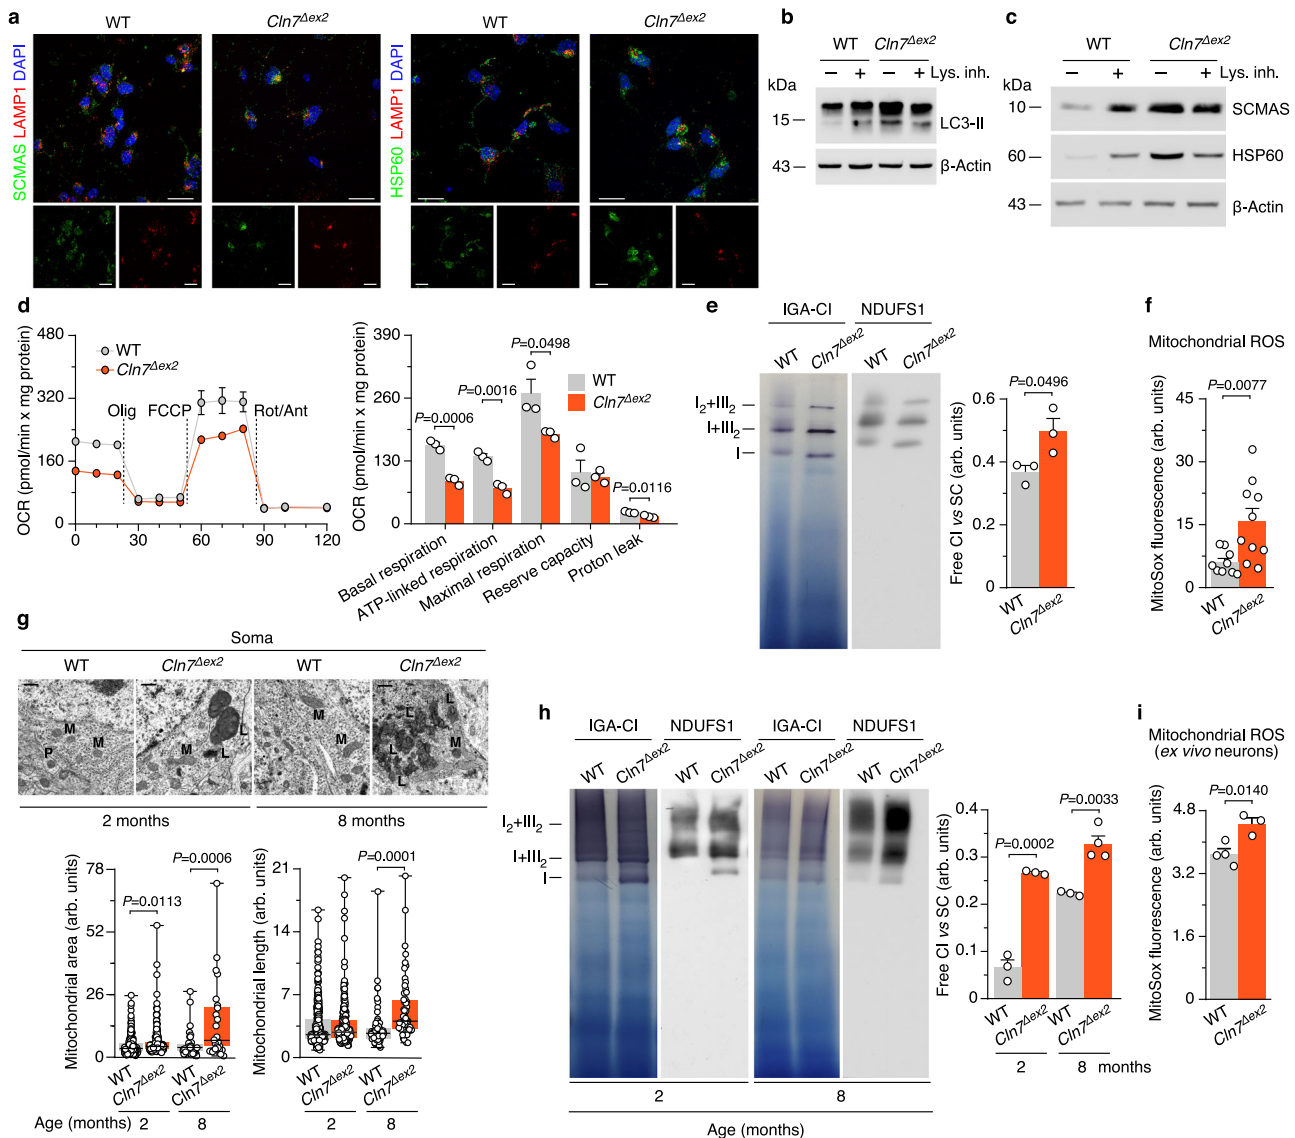 a
WT
Cln7Δex2
WT
Cln7Δex2
SCMAS LAMP1 DAPI
HSP60 LAMP1 DAPI
b
WT
Cln7Δex2
− + − + Lys. inh.
kDa
15
LC3-II
43
β-Actin
c
WT
Cln7Δex2
− + − + Lys. inh.
kDa
10
SCMAS
60
HSP60
43
β-Actin
d
OCR (pmol/min x mg protein)
480
320
160
0
WT
Cln7Δex2
Olig
FCCP
Rot/Ant
0 20 40 60 80 100 120
OCR (pmol/min x mg protein)
390
260
130
0
P=0.0006
P=0.0016
P=0.0498
P=0.0116
WT
Cln7Δex2
Basal respiration
ATP-linked respiration
Maximal respiration
Reserve capacity
Proton leak
e
IGA-CI
NDUFS1
WT
Cln7Δex2
WT
Cln7Δex2
I2+III2
I+III2
I
Free CI vs SC (arb. units)
0.6
0.4
0.2
0
P=0.0496
WT
Cln7Δex2
f
Mitochondrial ROS
MitoSox fluorescence (arb. units)
45
30
15
0
P=0.0077
WT
Cln7Δex2
g
Soma
WT
Cln7Δex2
WT
Cln7Δex2
M
M
P
M
L
L
M
M
L
L
L
L
L
M
2 months
8 months
Mitochondrial area (arb. units)
78
52
26
0
P=0.0113
P=0.0006
WT
Cln7Δex2
WT
Cln7Δex2
Age (months) 2 8
Mitochondrial length (arb. units)
21
14
7
0
P=0.0001
WT
Cln7Δex2
WT
Cln7Δex2
2 8
h
IGA-CI
NDUFS1
IGA-CI
NDUFS1
WT
Cln7Δex2
WT
Cln7Δex2
WT
Cln7Δex2
WT
Cln7Δex2
I2+III2
I+III2
I
2
8
Age (months)
Free CI vs SC (arb. units)
0.4
0.3
0.2
0.1
0
P=0.0002
P=0.0033
WT
Cln7Δex2
WT
Cln7Δex2
2 8 months
i
Mitochondrial ROS
(ex vivo neurons)
MitoSox fluorescence (arb. units)
4.8
3.2
1.6
0
P=0.0140
WT
Cln7Δex2